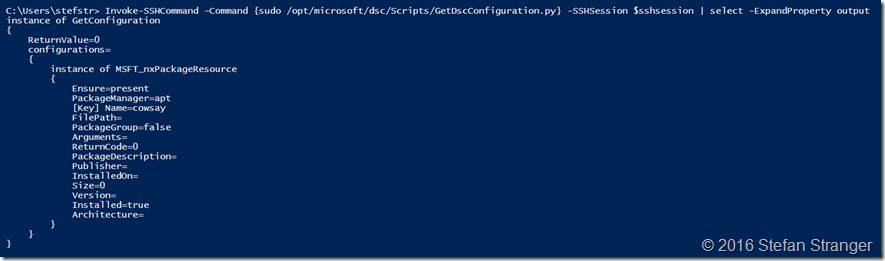 C:\Users\stefstr> Invoke-SSHCommand -Command {sudo /opt/microsoft/dsc/Scripts/GetDscConfiguration.py} -SSHSession $sshsession | select -ExpandProperty output
instance of GetConfiguration
{
    ReturnValue=0
    configurations=
    {
        instance of MSFT_nxPackageResource
        {
            Ensure=present
            PackageManager=apt
            [Key] Name=cowsay
            FilePath=
            PackageGroup=false
            Arguments=
            ReturnCode=0
            PackageDescription=
            Publisher=
            InstalledOn=
            Size=0
            Version=
            Installed=true
            Architecture=
        }
    }
}
© 2016 Stefan Stranger